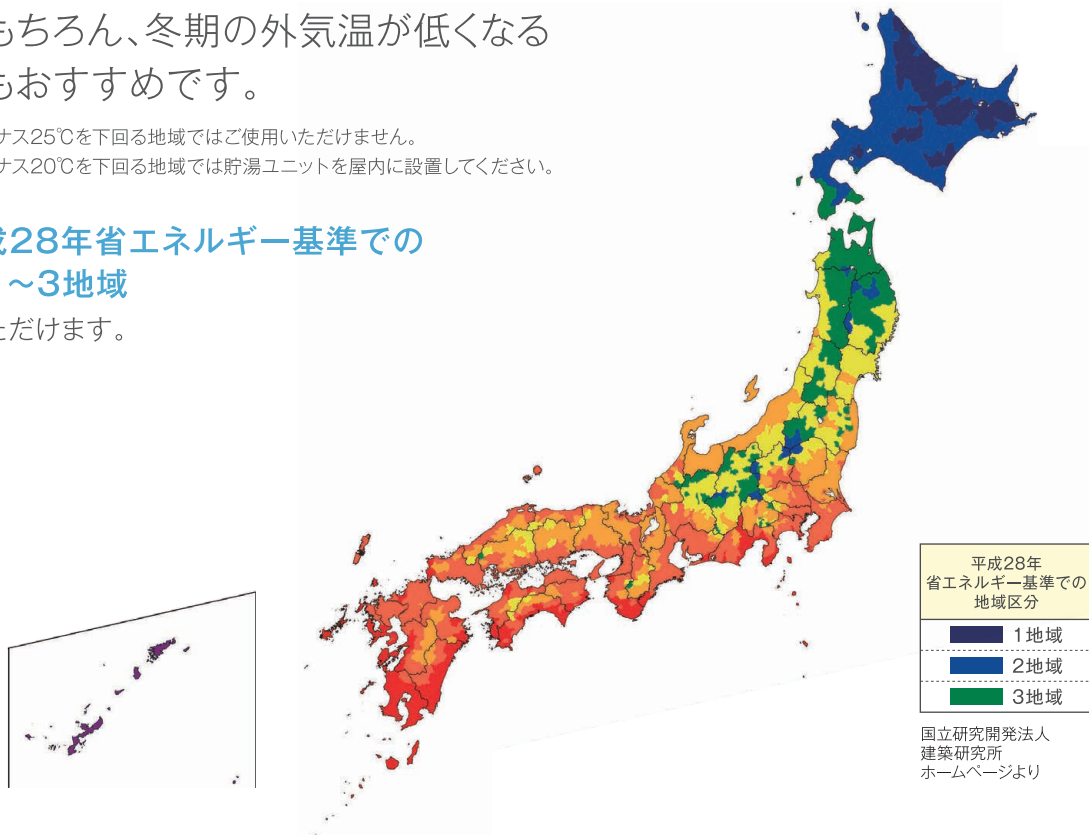 もちろん、冬期の外気温が低くなる
もおすすめです。
ナス25℃を下回る地域ではご使用いただけません。
ナス20℃を下回る地域では貯湯ユニットを屋内に設置してください。
成28年省エネルギー基準での
～3地域
ただけます。
平成28年
省エネルギー基準での
地域区分
1地域
2地域
3地域
国立研究開発法人
建築研究所
ホームページより